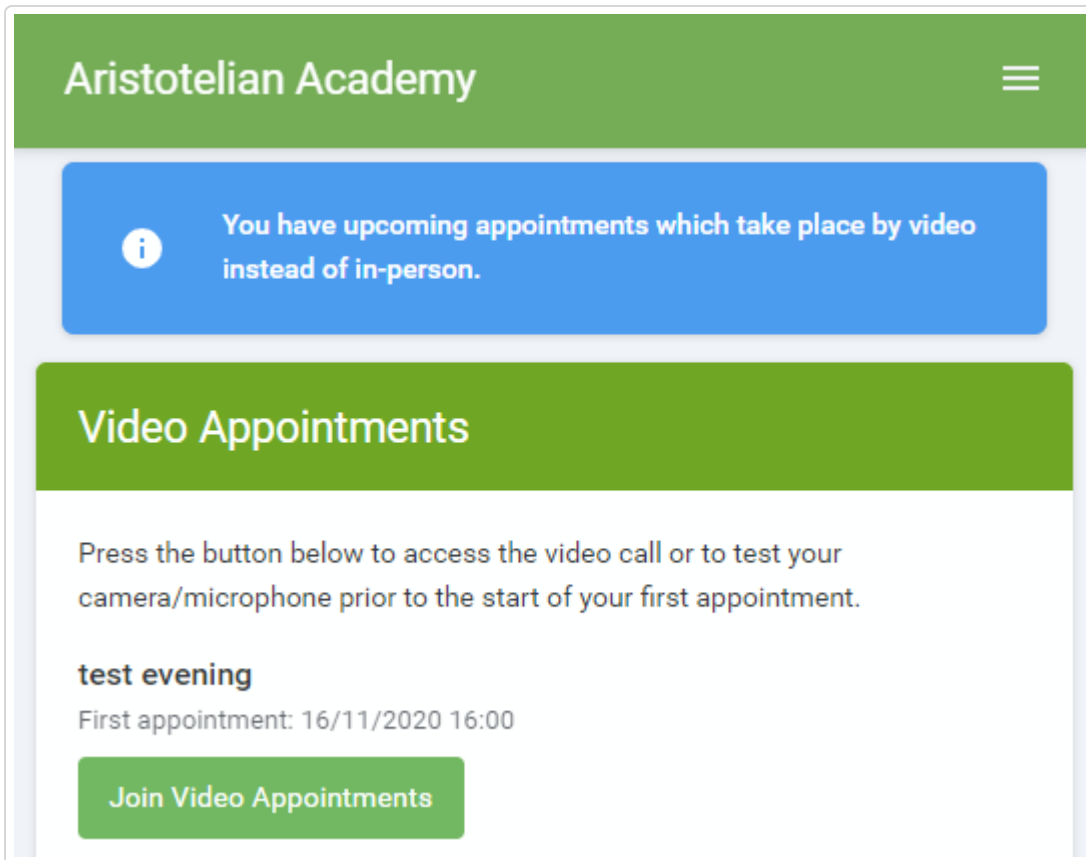 Aristotelian Academy
You have upcoming appointments which take place by video
instead of in-person.
Video Appointments
Press the button below to access the video call or to test your
camera/microphone prior to the start of your first appointment.
test evening
First appointment: 16/11/2020 16:00
Join Video Appointments